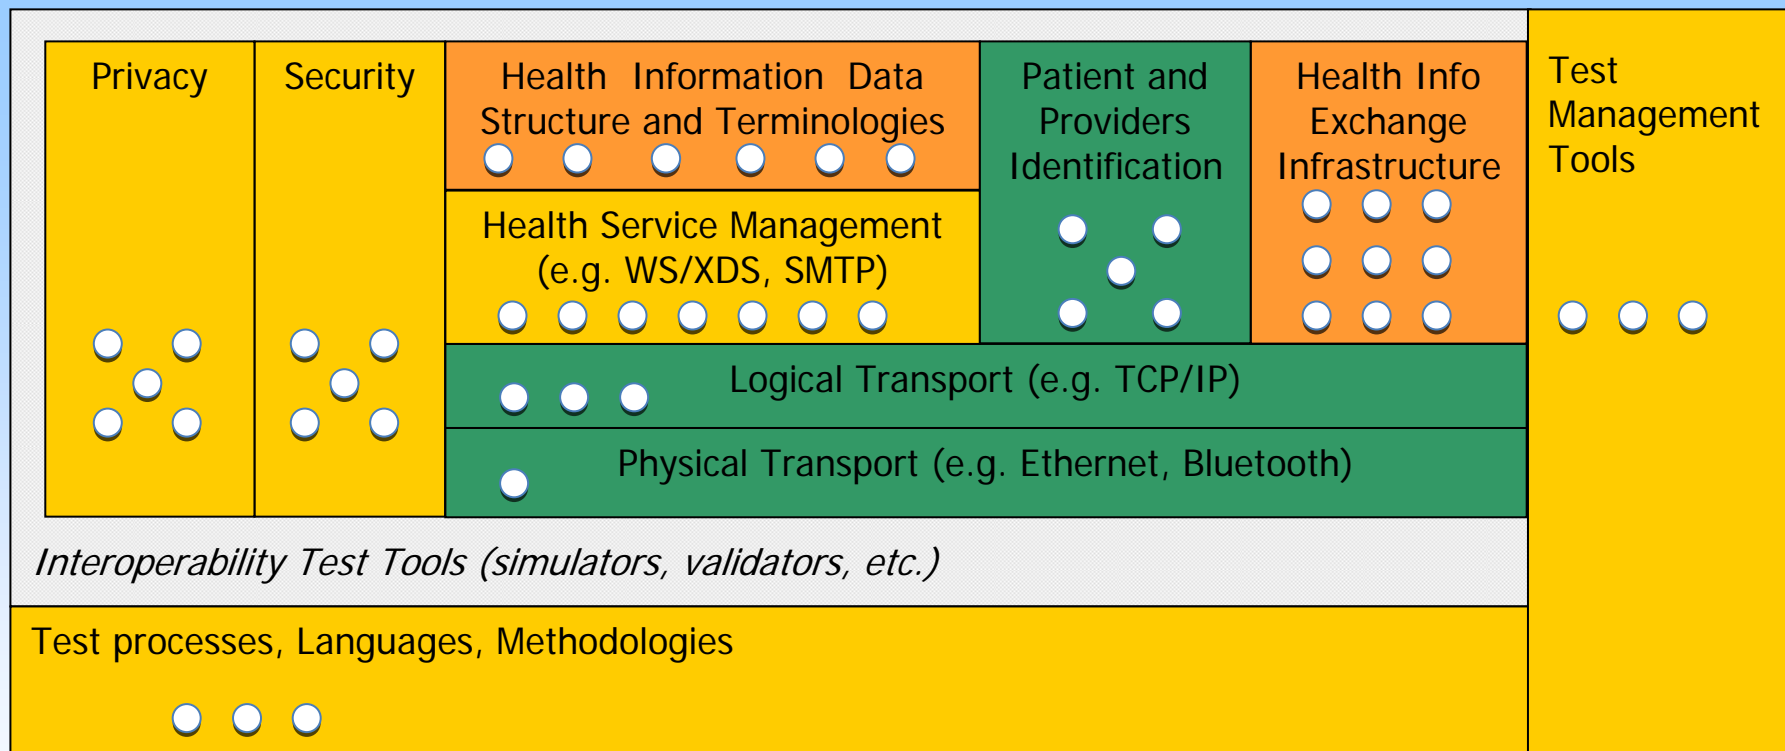 Privacy
Security
Health Information Data
Structure and Terminologies
Patient and
Providers
Identification
Health Info
Exchange
Infrastructure
Test
Management
Tools
Health Service Management
(e.g. WS/XDS, SMTP)
Logical Transport (e.g. TCP/IP)
Physical Transport (e.g. Ethernet, Bluetooth)
Interoperability Test Tools (simulators, validators, etc.)
Test processes, Languages, Methodologies